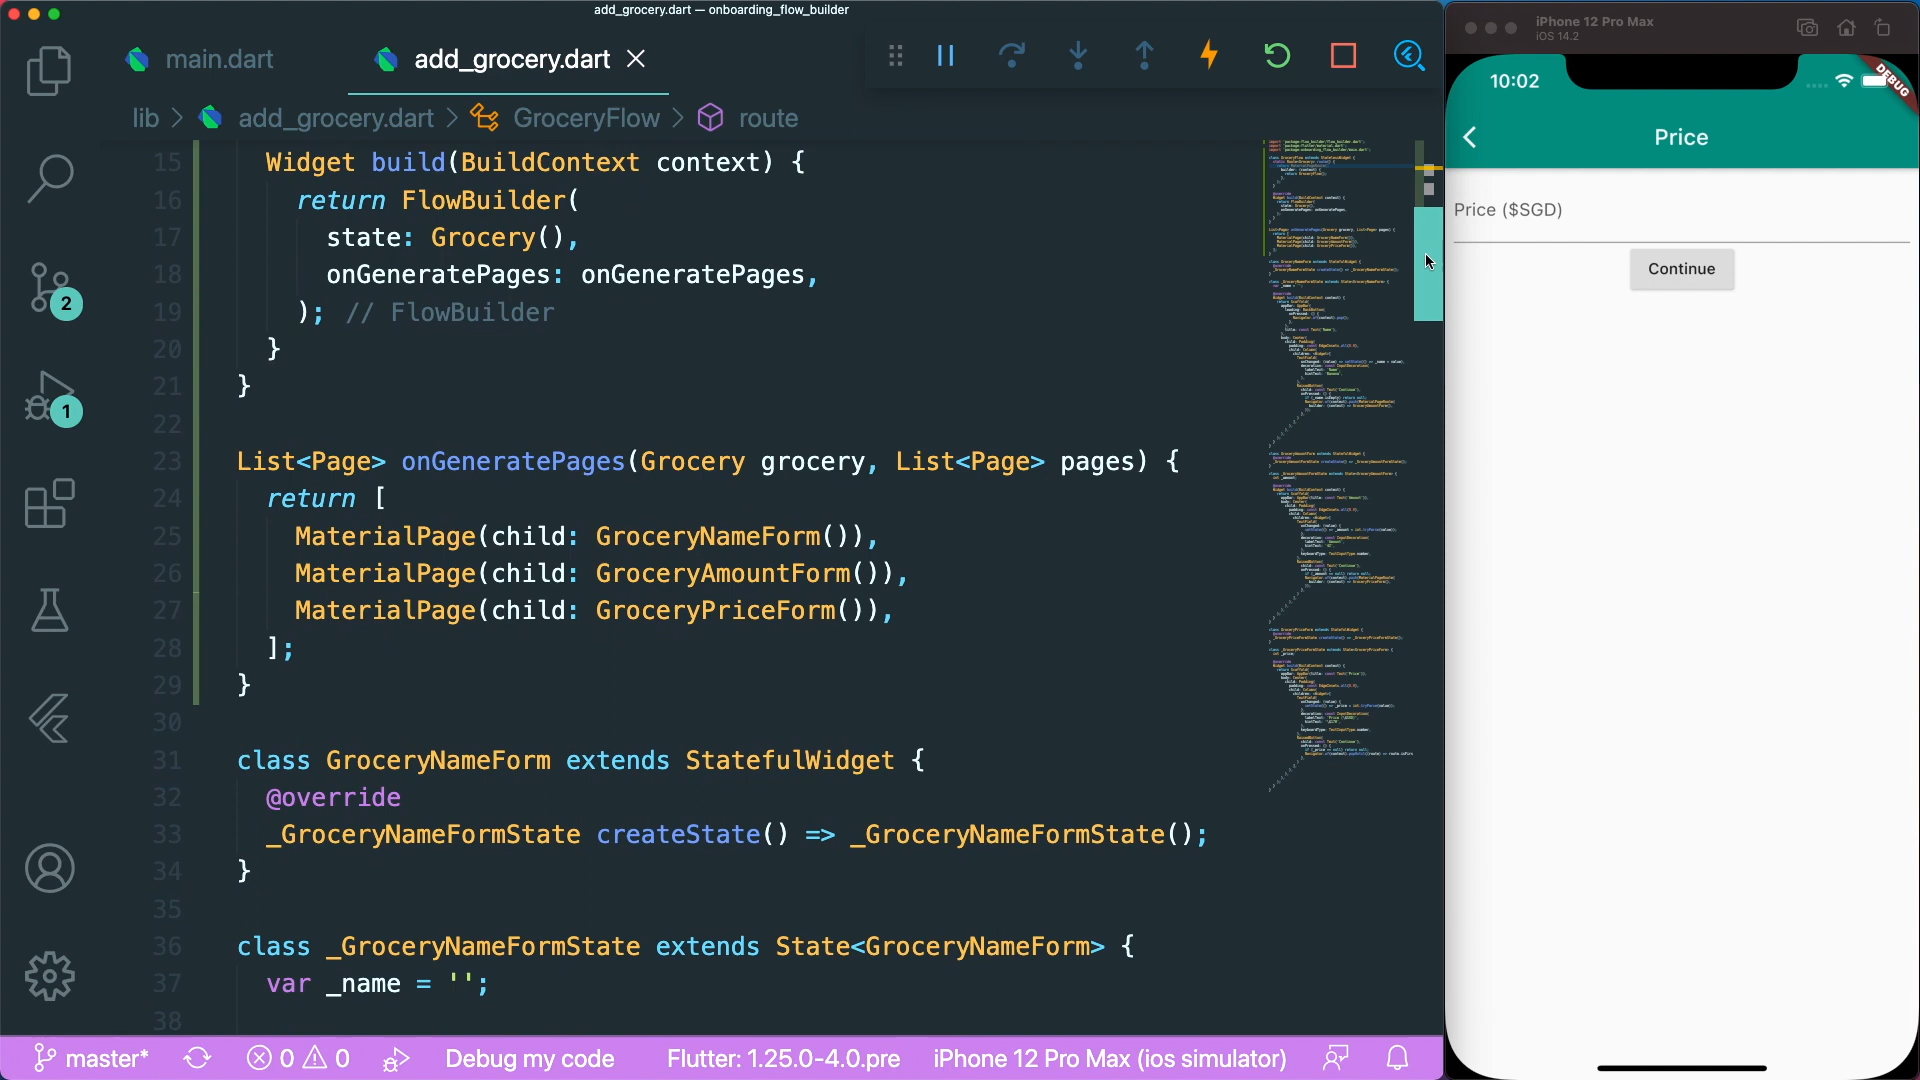 add_grocery.dart — onboarding_flow_builder
main.dart
add_grocery.dart
lib > add_grocery.dart > GroceryFlow > route
15 Widget build(BuildContext context) {
16 return FlowBuilder(
17 state: Grocery(),
18 onGeneratePages: onGeneratePages,
19 ); // FlowBuilder
20 }
21 }
22
23 List<Page> onGeneratePages(Grocery grocery, List<Page> pages) {
24 return [
25 MaterialPage(child: GroceryNameForm()),
26 MaterialPage(child: GroceryAmountForm()),
27 MaterialPage(child: GroceryPriceForm()),
28 ];
29 }
30
31 class GroceryNameForm extends StatefulWidget {
32 @override
33 _GroceryNameFormState createState() => _GroceryNameFormState();
34 }
35
36 class _GroceryNameFormState extends State<GroceryNameForm> {
37 var _name = '';
38
2
1
master* 0 0 Debug my code Flutter: 1.25.0-4.0.pre iPhone 12 Pro Max (ios simulator)
iPhone 12 Pro Max
iOS 14.2
10:02
DEBUG
Price
Price ($SGD)
Continue